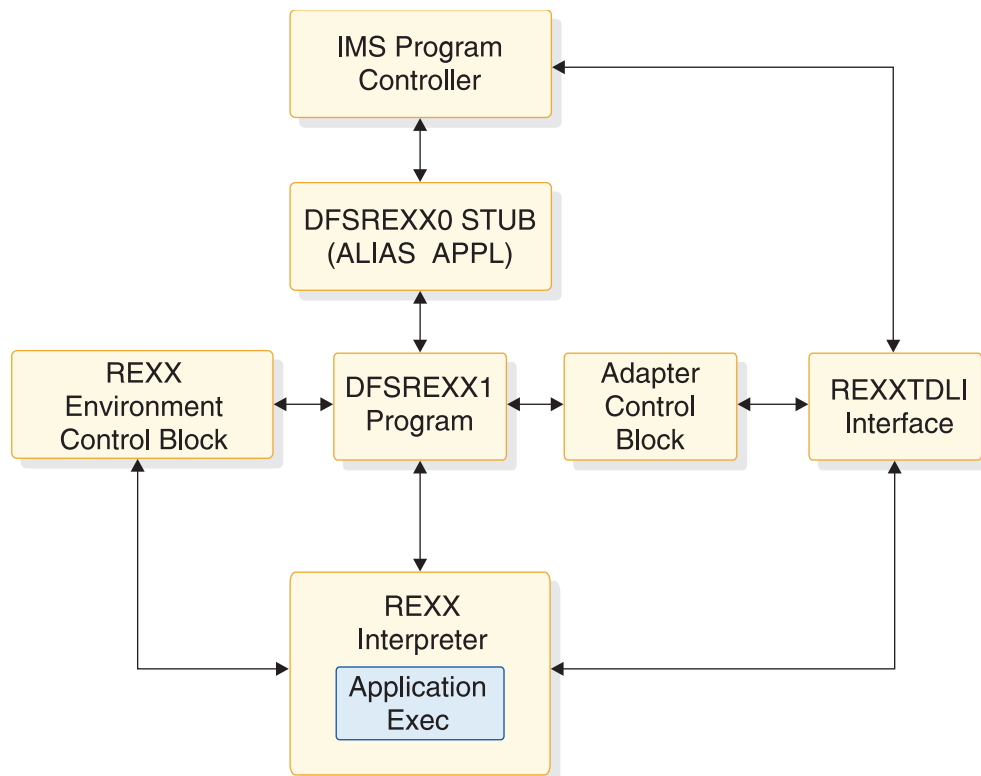 IMS Program
Controller
DFSREXX0 STUB
(ALIAS APPL)
REXX
Environment
Control Block
DFSREXX1
Program
Adapter
Control
Block
REXXTDLI
Interface
REXX
Interpreter
Application
Exec